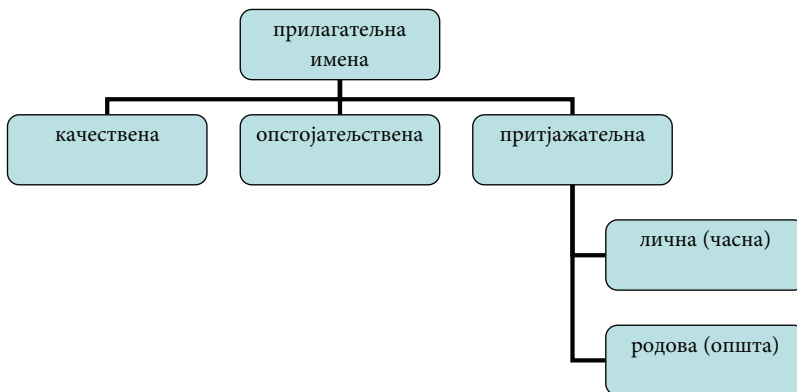 прилагатељна
имена
качествена
опстојатељствена
притјажатељна
лична (часна)
родова (општа)